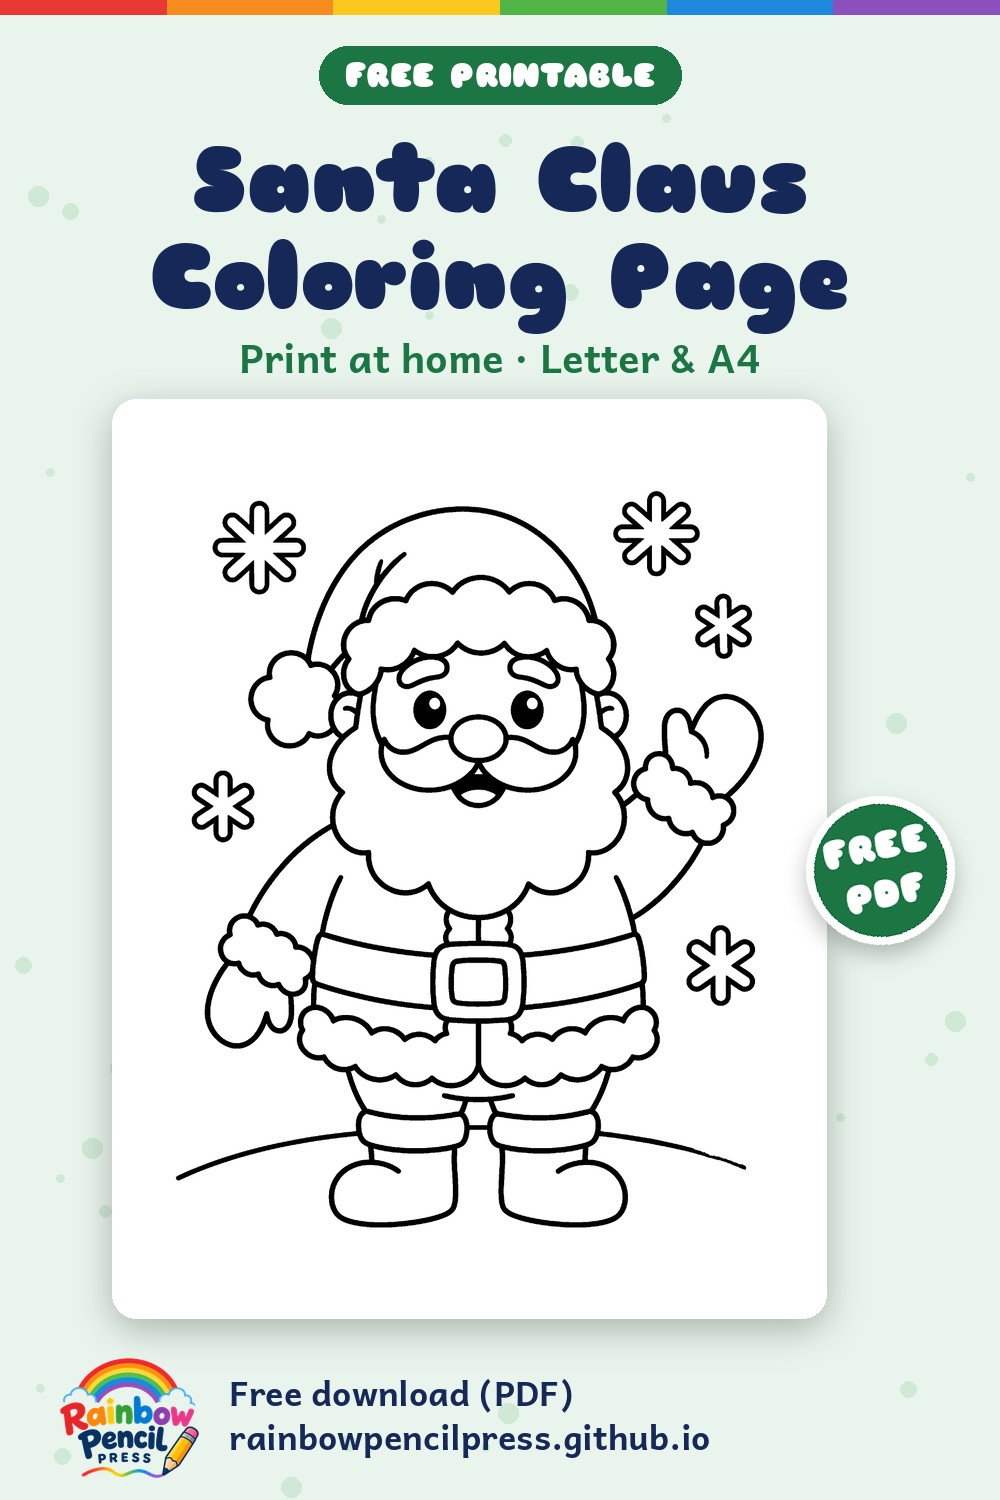 FREE PRINTABLE
Santa Claus
Coloring Page
Print at home · Letter & A4
FREE
PDF
Rainbow
Pencil
PRESS
Free download (PDF)
rainbowpencilpress.github.io